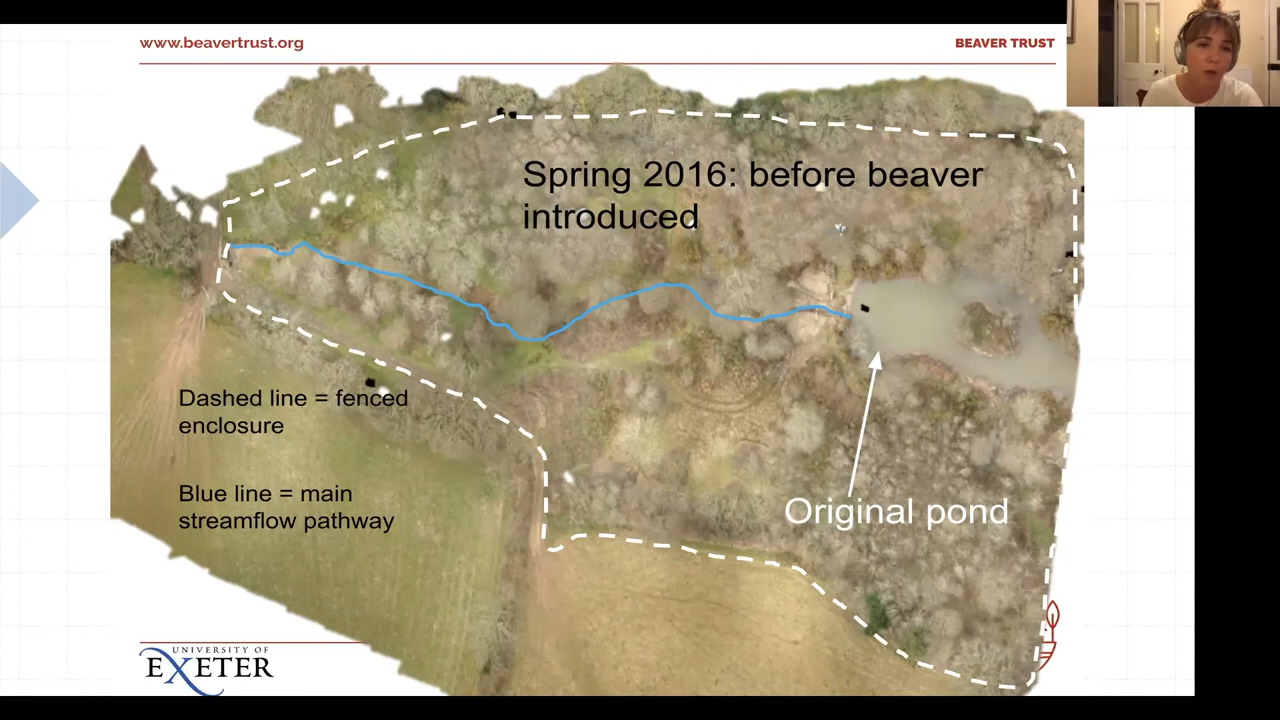 www.beavertrust.org
BEAVER TRUST
Spring 2016: before beaver
introduced
Dashed line = fenced
enclosure
Blue line = main
streamflow pathway
Original pond
UNIVERSITY OF
EXETER